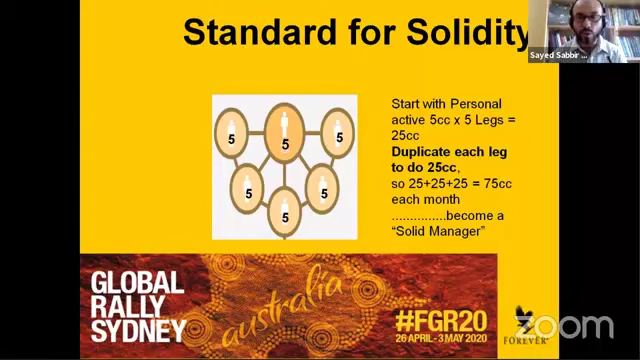 Standard for Solidity
Sayed Sabbir ...
5
5
5
5
5
5
Start with Personal
active 5cc x 5 Legs =
25cc
Duplicate each leg
to do 25cc,
so 25+25+25 = 75cc
each month
...............become a
“Solid Manager”
GLOBAL
RALLY
SYDNEY
australia
#FGR20
26 APRIL - 3 MAY 2020
FOREVER
zoom